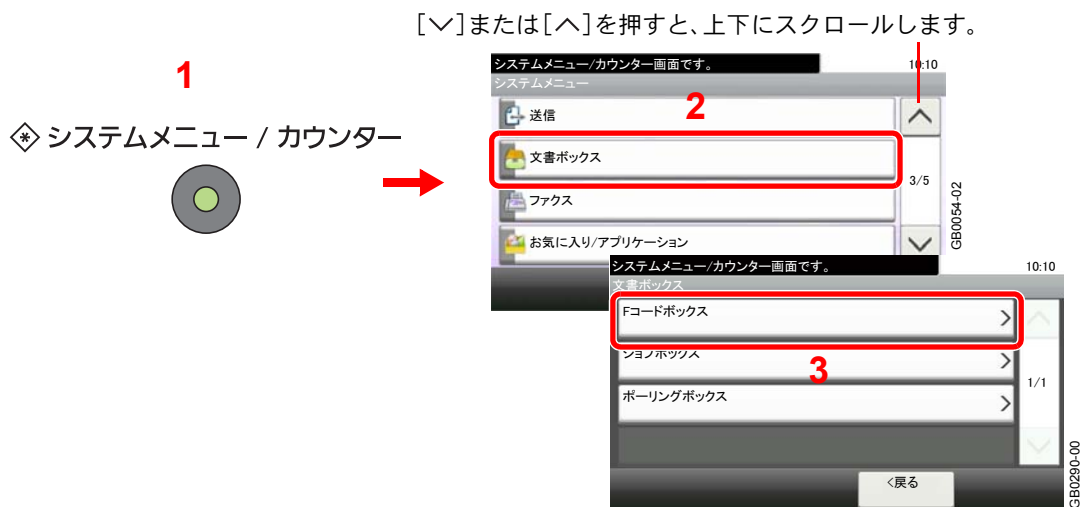 [∨]または[∧]を押すと、上下にスクロールします。
1
システムメニュー / カウンター
システムメニュー/カウンター画面です。 10:10
システムメニュー
2
送信
文書ボックス
3/5
ファクス
お気に入り/アプリケーション
GB0054-02
システムメニュー/カウンター画面です。 10:10
文書ボックス
Fコードボックス
ジョブボックス
3
1/1
ポーリングボックス
<戻る
GB0290-00